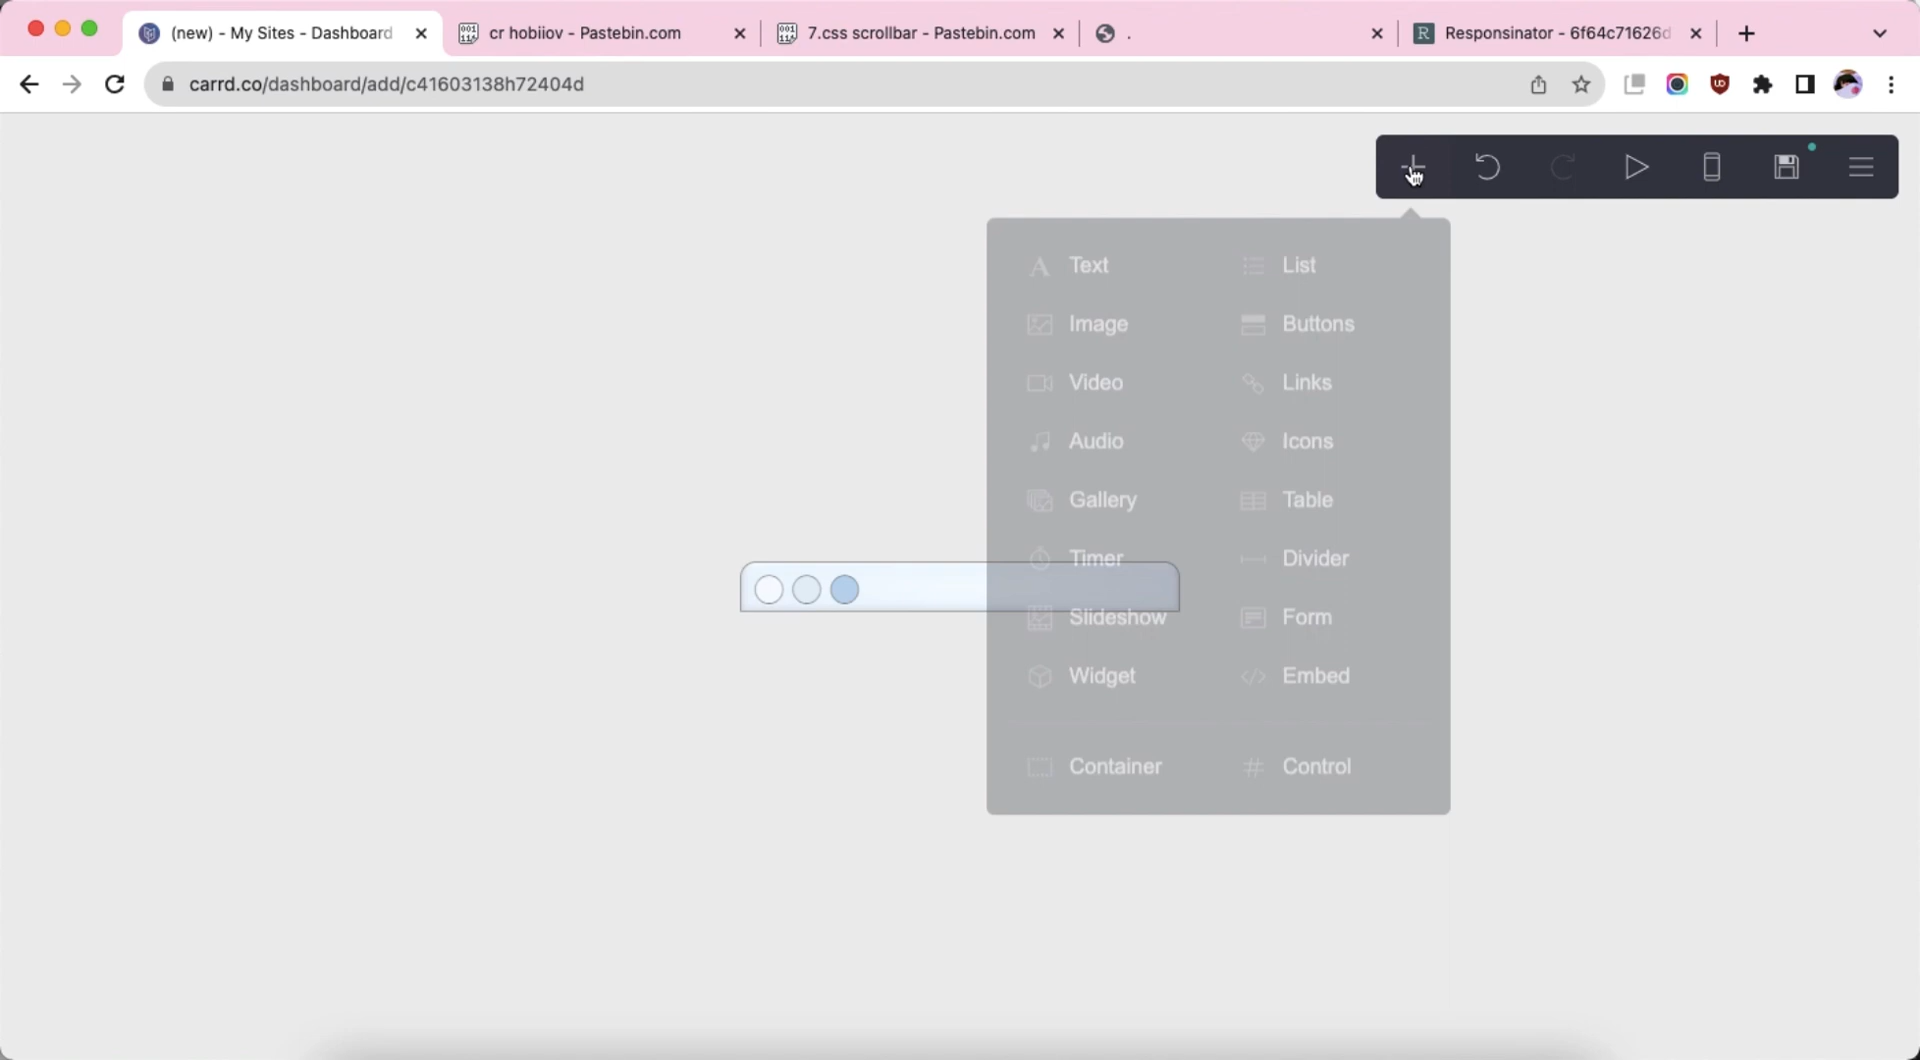 (new) - My Sites - Dashboard
cr hobiiov - Pastebin.com
7.css scrollbar - Pastebin.com
.
Responsinator - 6f64c71626d
carrd.co/dashboard/add/c41603138h72404d
Text
List
Image
Buttons
Video
Links
Audio
Icons
Gallery
Table
Timer
Divider
Slideshow
Form
Widget
Embed
Container
Control